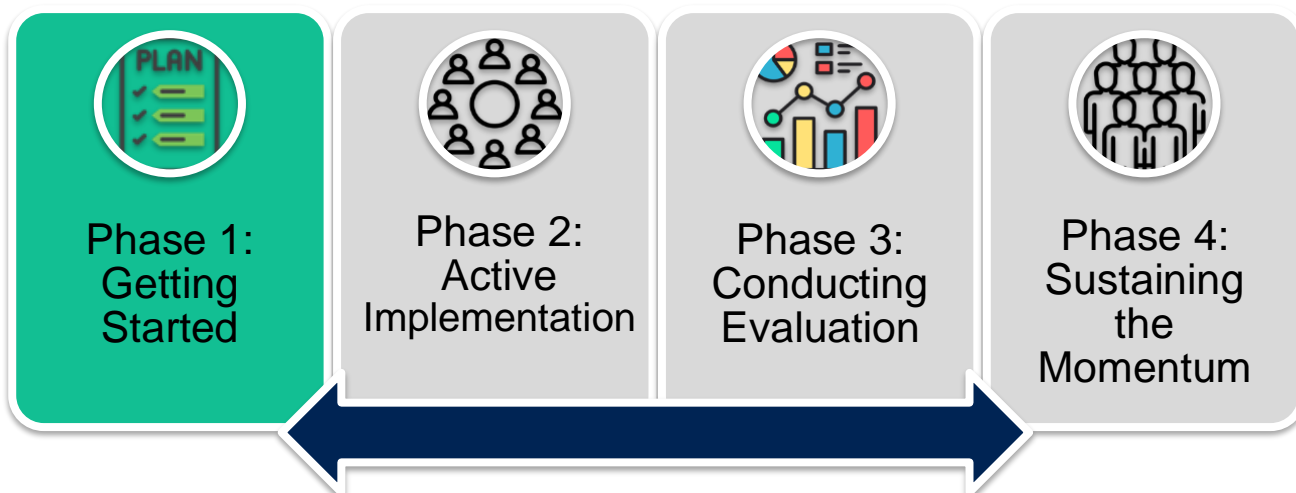 PLAN
Phase 1:
Getting
Started
Phase 2:
Active
Implementation
Phase 3:
Conducting
Evaluation
Phase 4:
Sustaining
the
Momentum